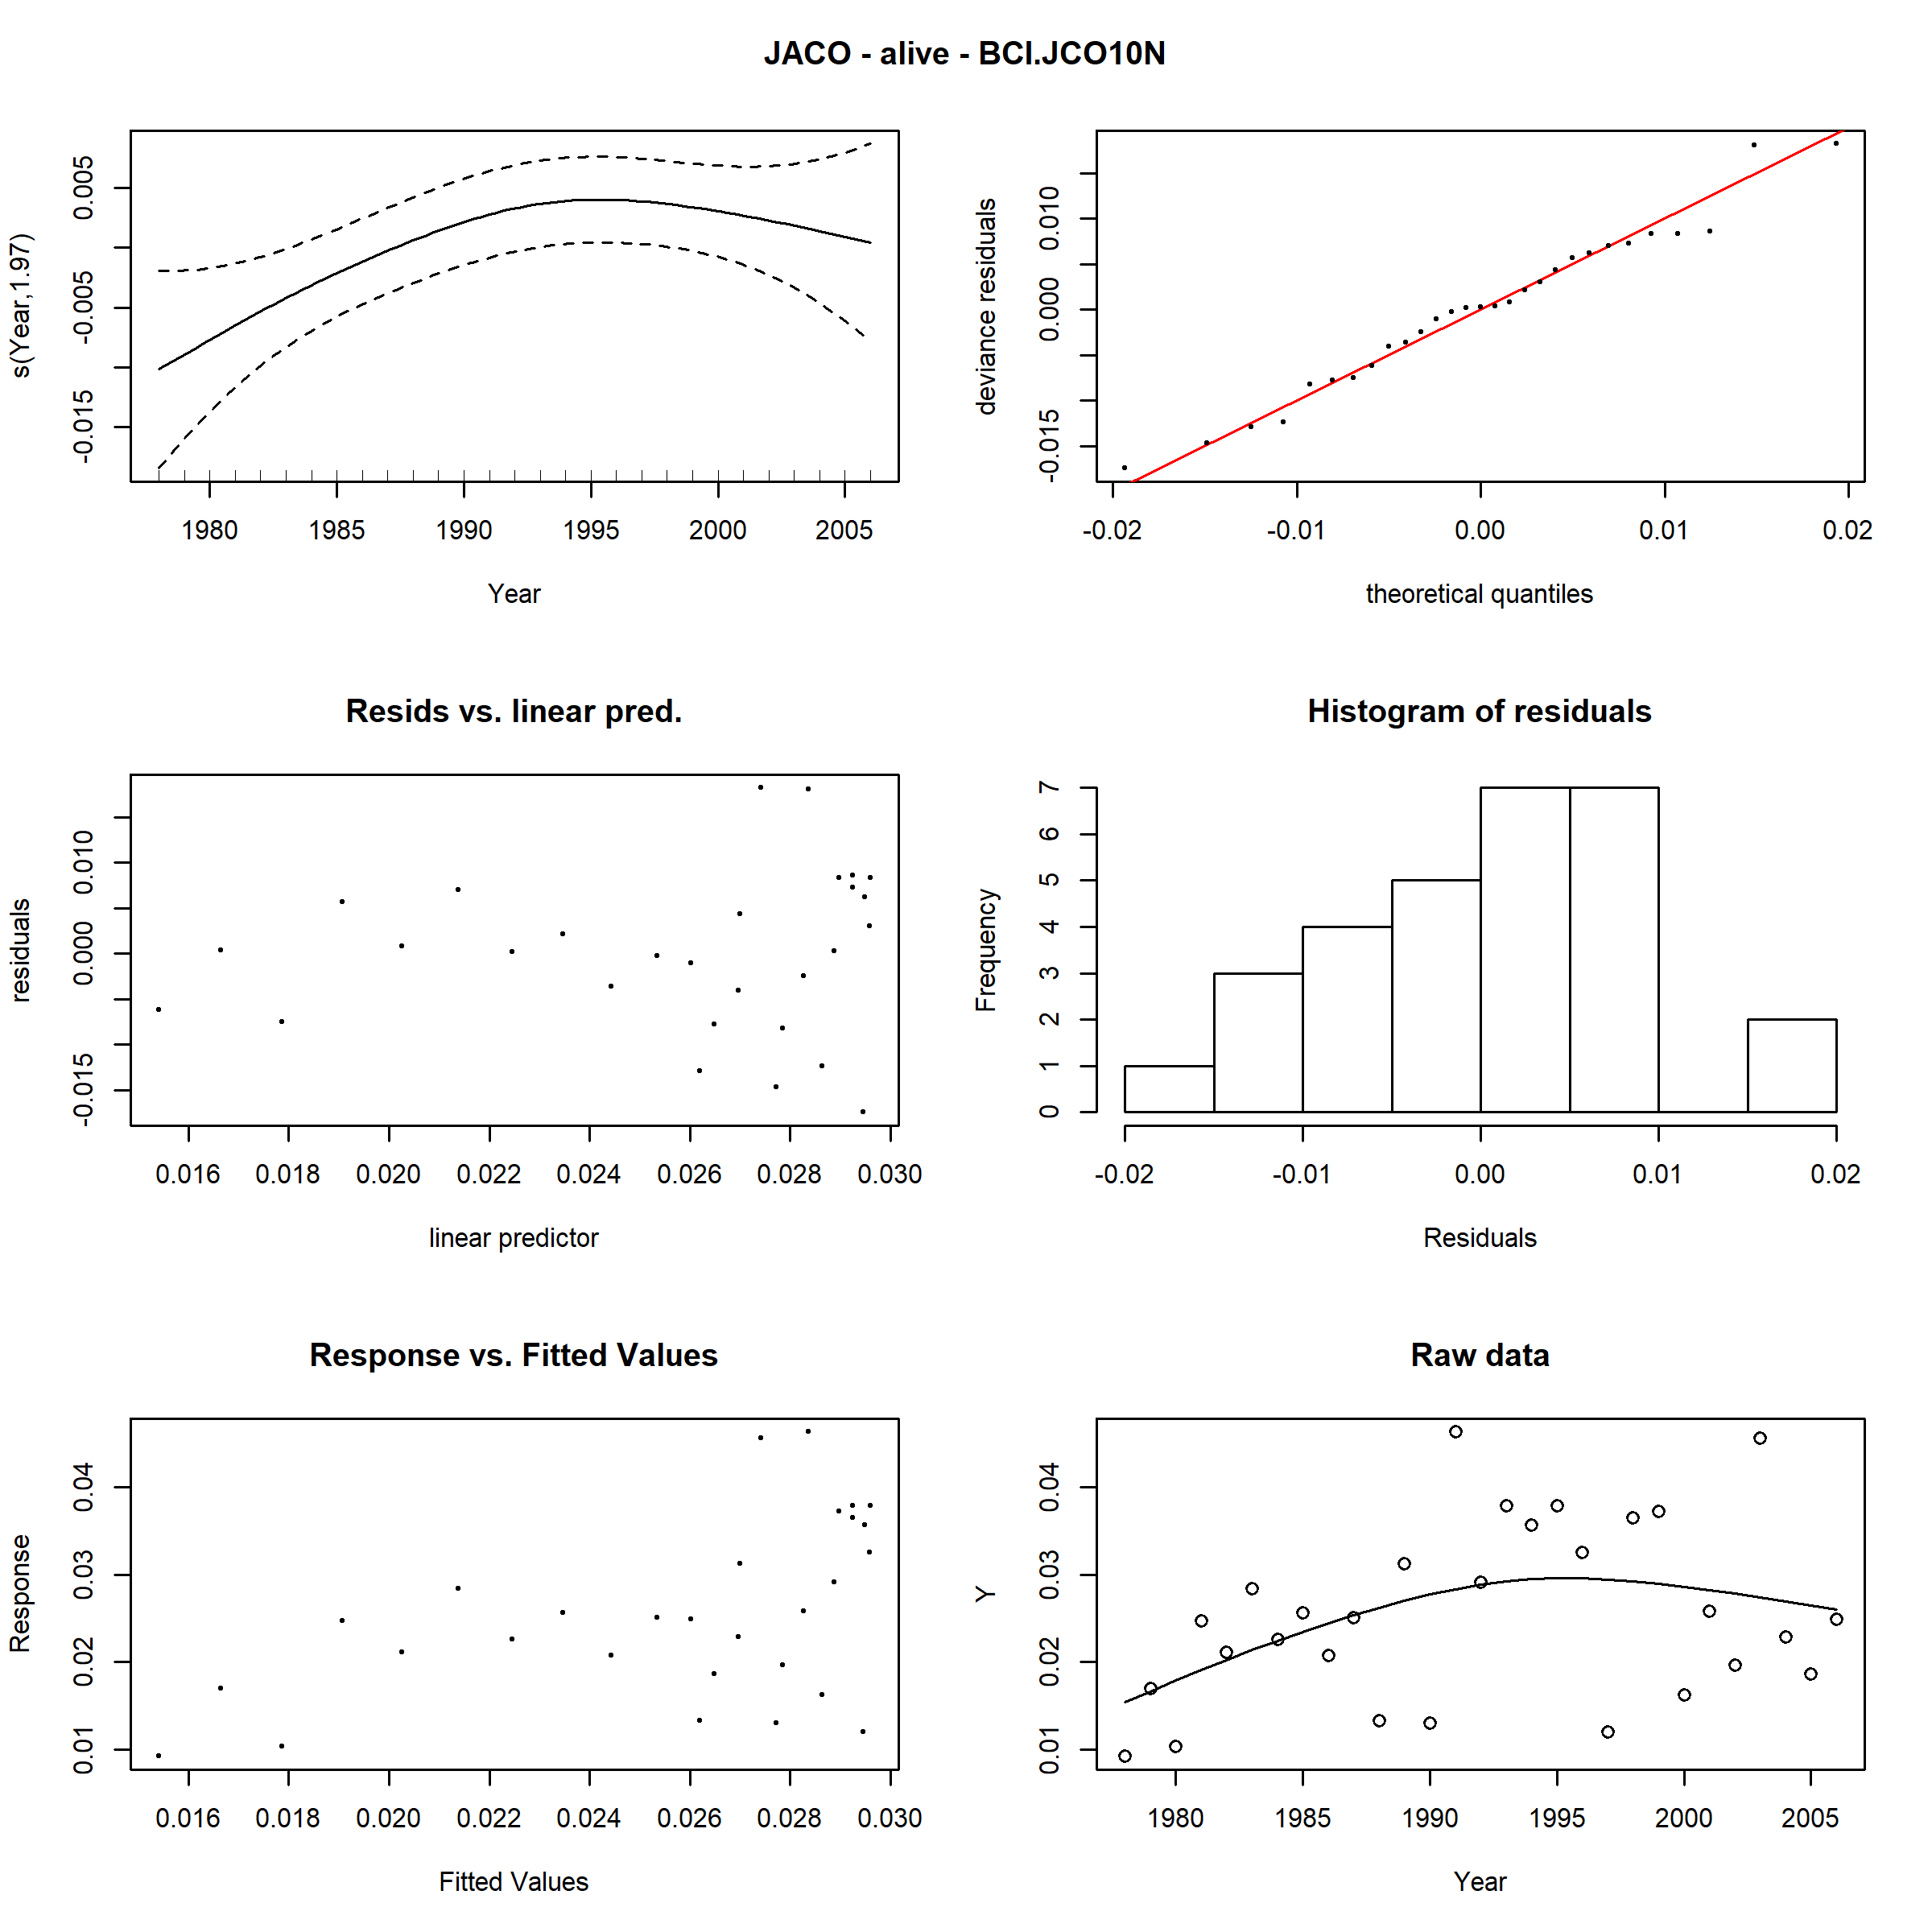 JACO - alive - BCI.JCO10N
s(Year,1.97)
0.005
-0.005
-0.015
1980 1985 1990 1995 2000 2005
Year
deviance residuals
0.010
0.000
-0.015
-0.02 -0.01 0.00 0.01 0.02
theoretical quantiles
Resids vs. linear pred.
residuals
0.010
0.000
-0.015
0.016 0.018 0.020 0.022 0.024 0.026 0.028 0.030
linear predictor
Histogram of residuals
Frequency
7
6
5
4
3
2
1
0
-0.02 -0.01 0.00 0.01 0.02
Residuals
Response vs. Fitted Values
Response
0.04
0.03
0.02
0.01
0.016 0.018 0.020 0.022 0.024 0.026 0.028 0.030
Fitted Values
Raw data
Y
0.04
0.03
0.02
0.01
1980 1985 1990 1995 2000 2005
Year